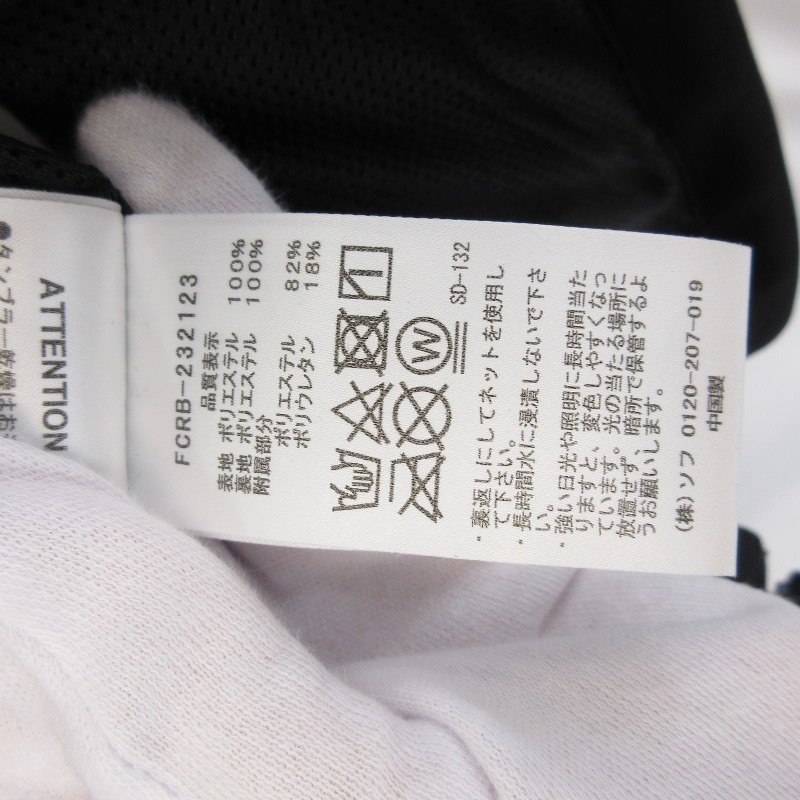 ATTENTION
FCRB-232123
品質表示
表地 ポリエステル 100%
裏地 ポリエステル 100%
附属部分
ポリエステル 82%
ポリウレタン 18%
W
SD-132
・裏返しにしてネットを使用し
て下さい。
・長時間水に浸漬しないで下さ
い。
・強い日光や照明に長時間当た
りますと、変色しやすくなっ
ています。光の当たる場所に
放置せず、暗所で保管するよ
うお願いします。
(株)ソフ 0120-207-019
中国製